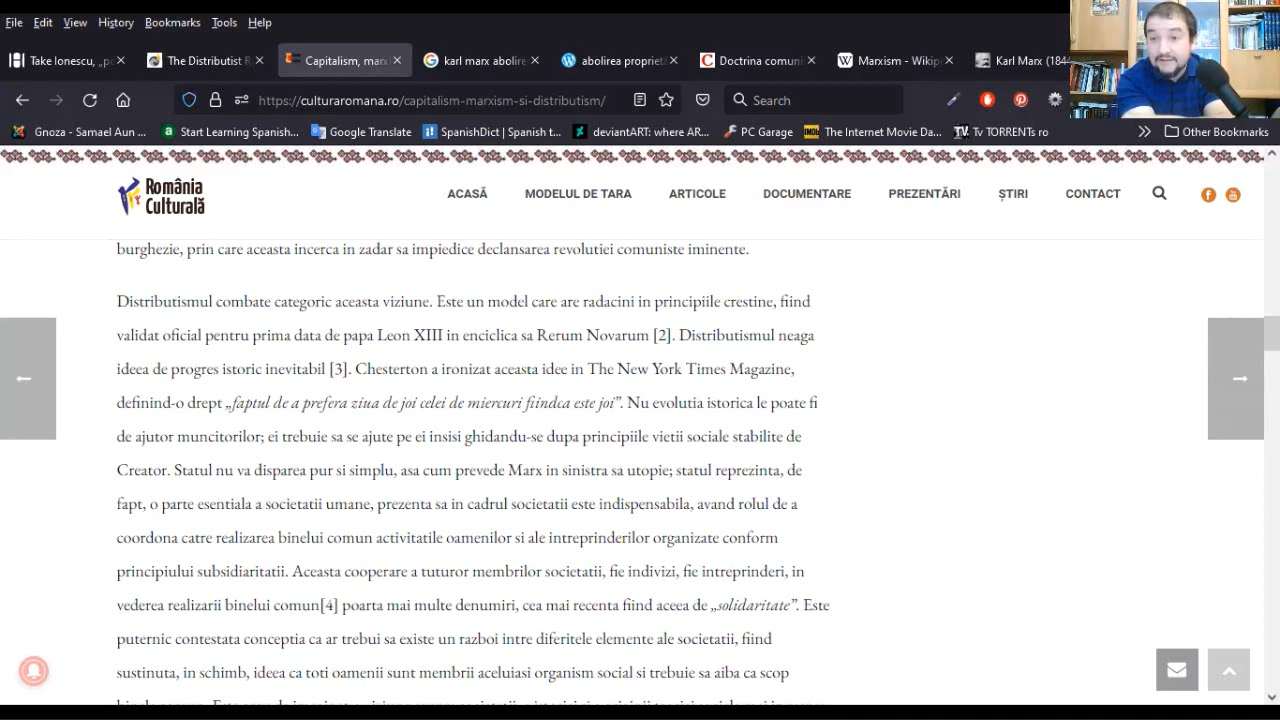 File Edit View History Bookmarks Tools Help
Take Ionescu, „p
The Distributist R
Capitalism, marx
karl marx abolire
abolirea proprieta
Doctrina comuni
Marxism - Wikip
Karl Marx (1844
https://culturaromana.ro/capitalism-marxism-si-distributism/
Search
Gnoza - Samael Aun ...
Start Learning Spanish...
Google Translate
SpanishDict | Spanish t...
deviantART: where AR...
PC Garage
The Internet Movie Da...
Tv TORRENTs ro
Other Bookmarks
România
Culturală
ACASĂ MODELUL DE TARA ARTICOLE DOCUMENTARE PREZENTĂRI ȘTIRI CONTACT
burghezie, prin care aceasta incerca in zadar sa impiedice declansarea revolutiei comuniste iminente.
Distributismul combate categoric aceasta viziune. Este un model care are radacini in principiile crestine, fiind
validat oficial pentru prima data de papa Leon XIII in enciclica sa Rerum Novarum [2]. Distributismul neaga
ideea de progres istoric inevitabil [3]. Chesterton a ironizat aceasta idee in The New York Times Magazine,
definind-o drept „faptul de a prefera ziua de joi celei de miercuri fiindca este joi”. Nu evolutia istorica le poate fi
de ajutor muncitorilor; ei trebuie sa se ajute pe ei insisi ghidandu-se dupa principiile vietii sociale stabilite de
Creator. Statul nu va disparea pur si simplu, asa cum prevede Marx in sinistra sa utopie; statul reprezinta, de
fapt, o parte esentiala a societatii umane, prezenta sa in cadrul societatii este indispensabila, avand rolul de a
coordona catre realizarea binelui comun activitatile oamenilor si ale intreprinderilor organizate conform
principiului subsidiaritatii. Aceasta cooperare a tuturor membrilor societatii, fie indivizi, fie intreprinderi, in
vederea realizarii binelui comun[4] poarta mai multe denumiri, cea mai recenta fiind aceea de „solidaritate”. Este
puternic contestata conceptia ca ar trebui sa existe un razboi intre diferitele elemente ale societatii, fiind
sustinuta, in schimb, ideea ca toti oamenii sunt membrii aceluiasi organism social si trebuie sa aiba ca scop